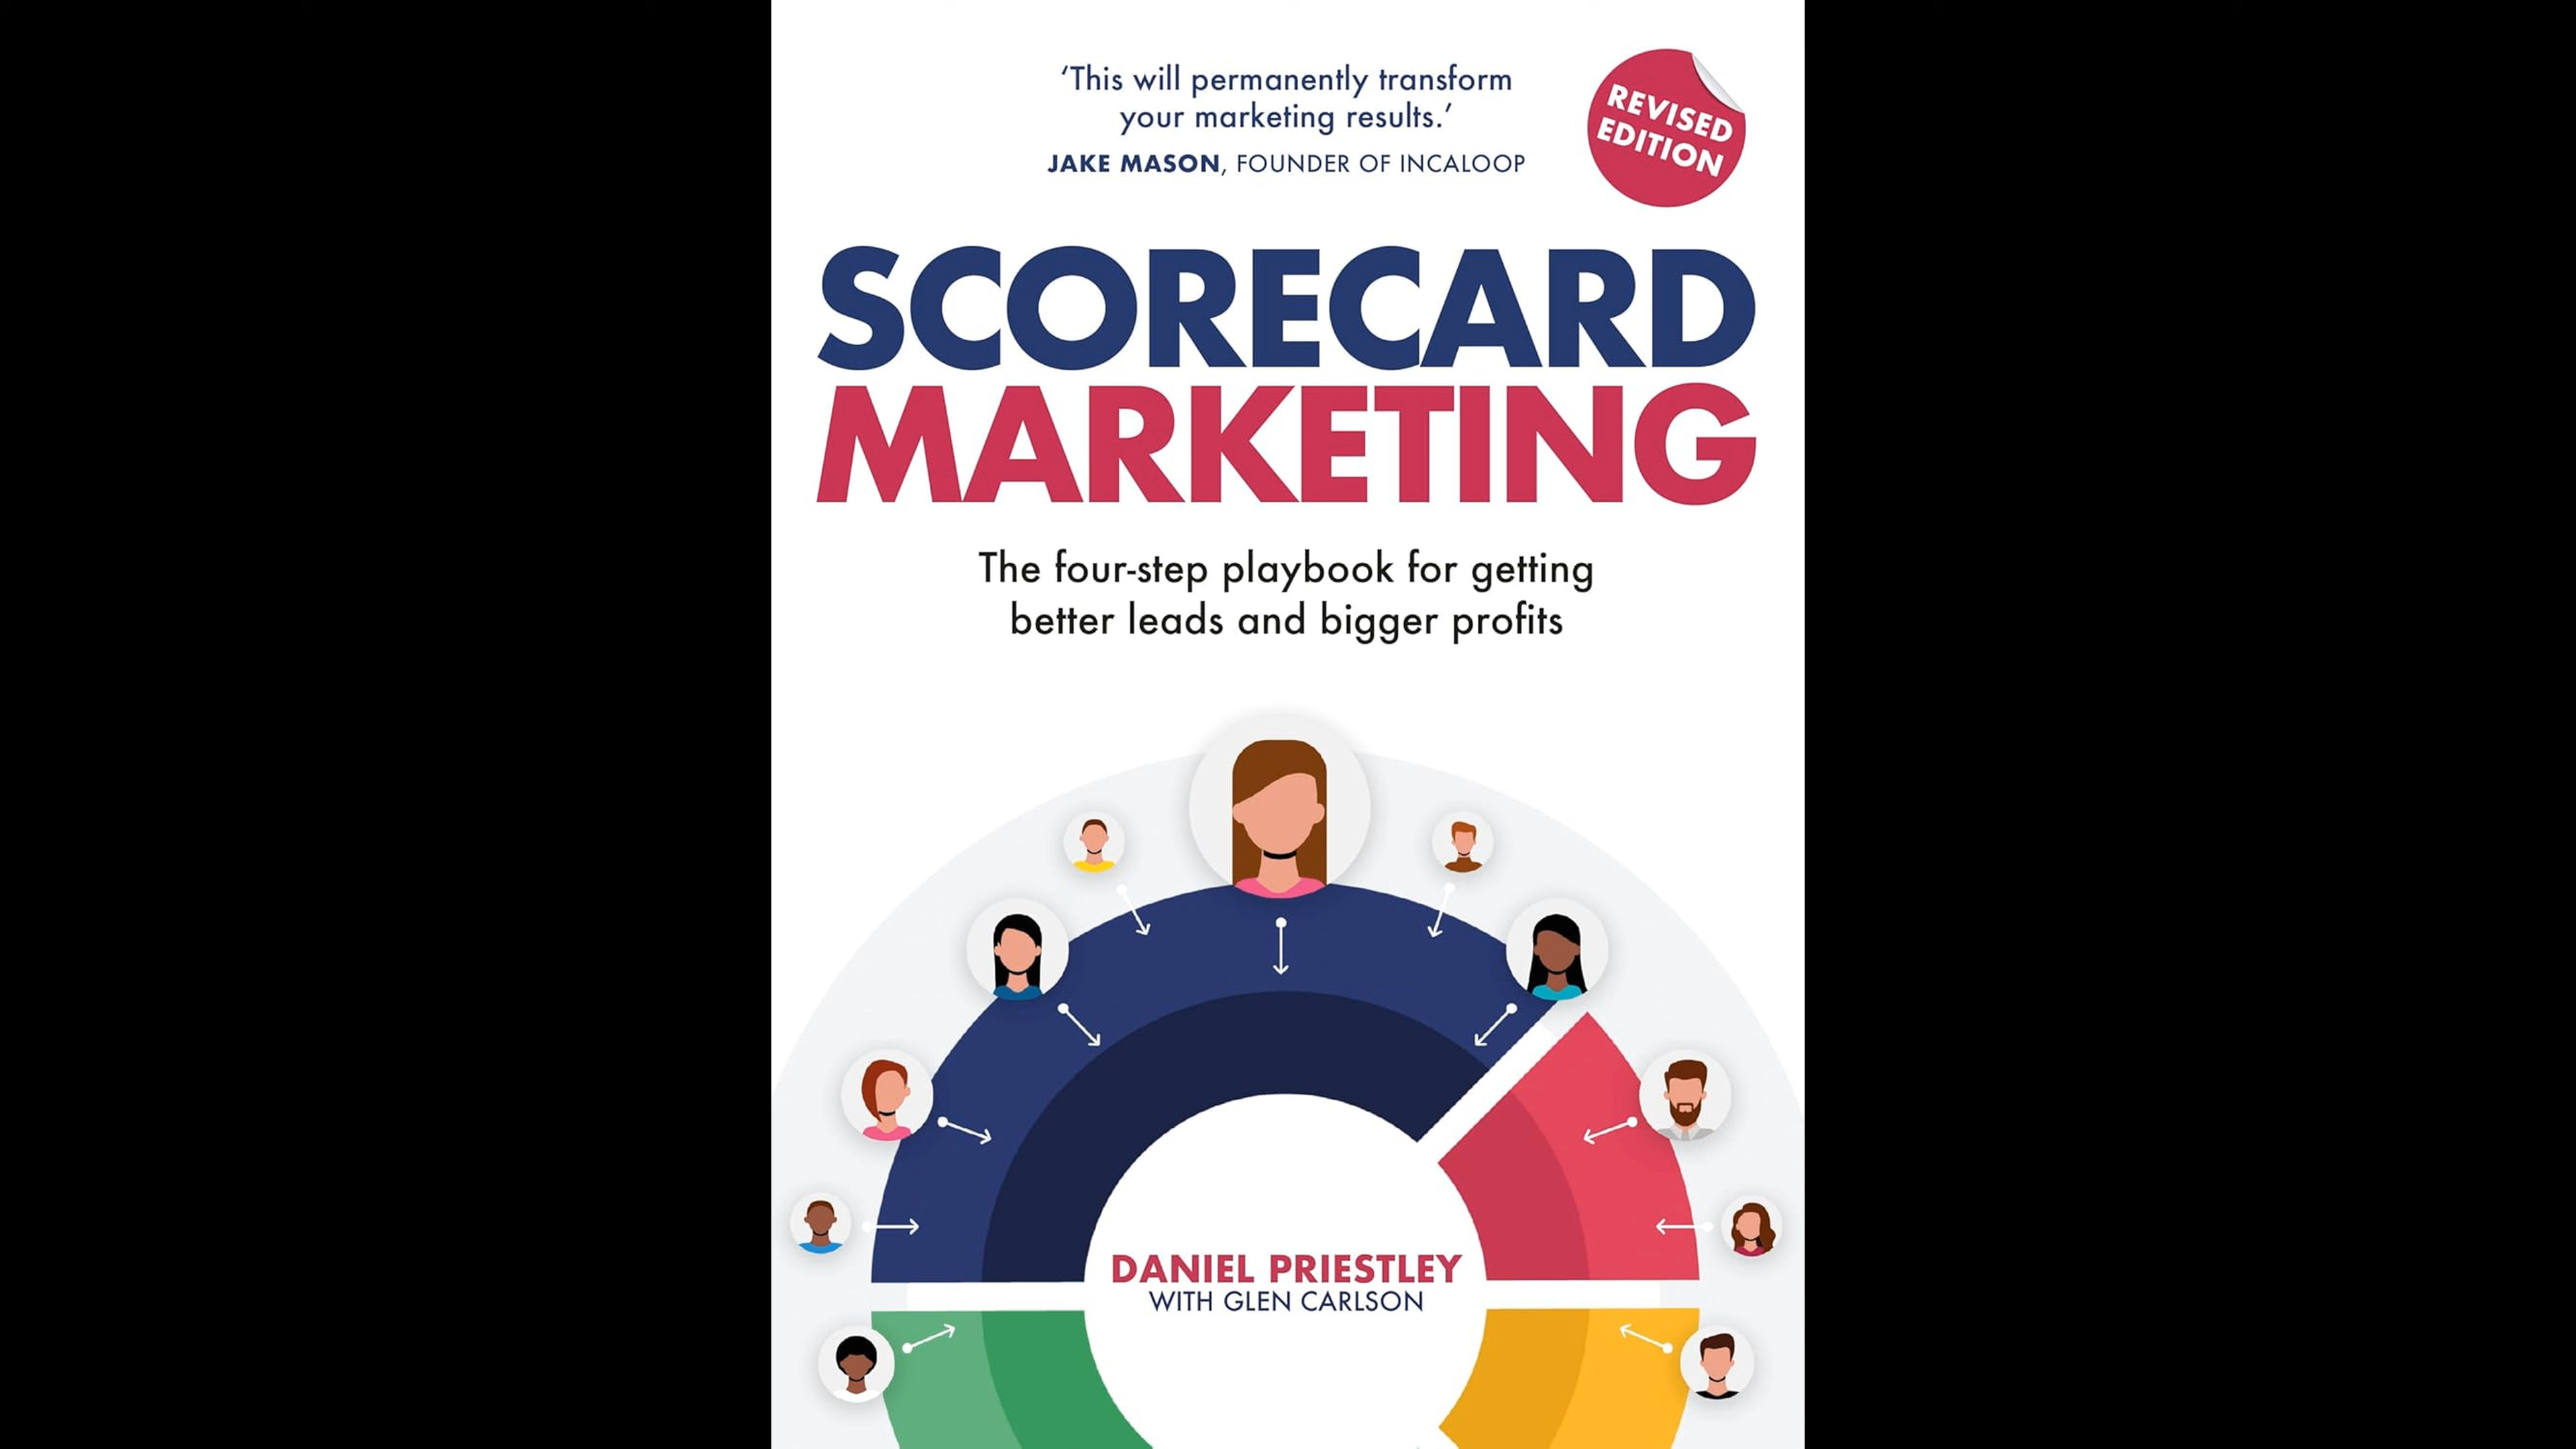 ‘This will permanently transform
your marketing results.’
JAKE MASON, FOUNDER OF INCALOOP
REVISED
EDITION
SCORECARD
MARKETING
The four-step playbook for getting
better leads and bigger profits
DANIEL PRIESTLEY
WITH GLEN CARLSON